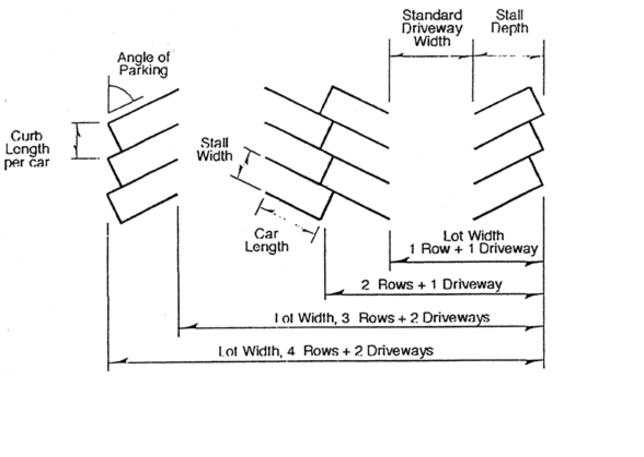 Standard
Driveway
Width
Stall
Depth
Angle of
Parking
Curb
Length
per car
Stall
Width
Car
Length
Lot Width
1 Row + 1 Driveway
2 Rows + 1 Driveway
Lot Width, 3 Rows + 2 Driveways
Lot Width, 4 Rows + 2 Driveways